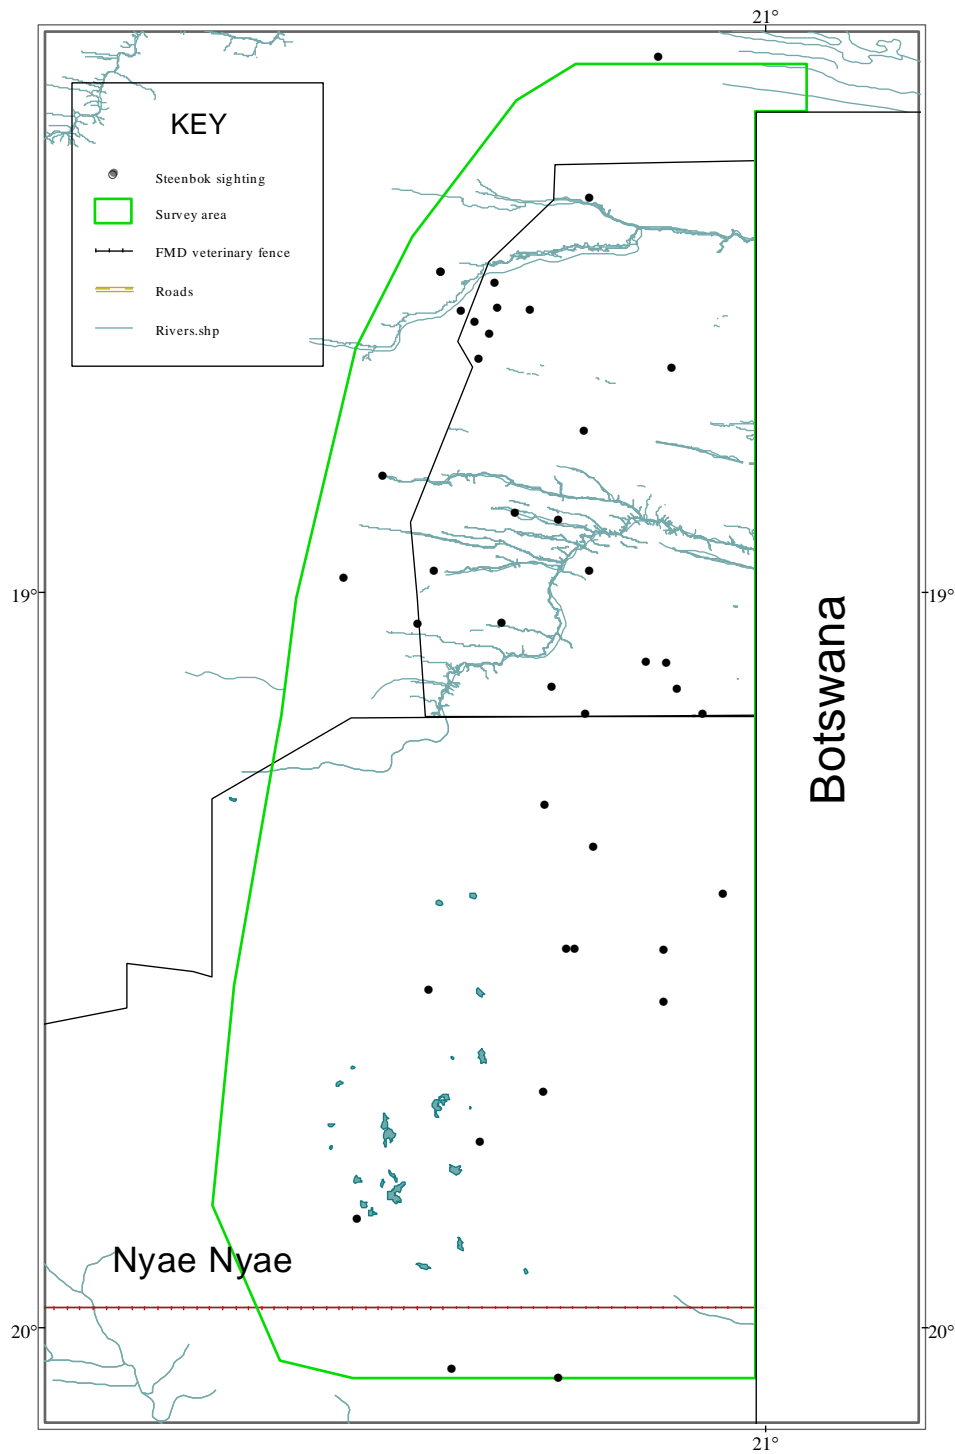 21°
KEY
Steenbok sighting
Survey area
FMD veterinary fence
Roads
Rivers.shp
19°
19°
Botswana
Nyae Nyae
20°
20°
21°